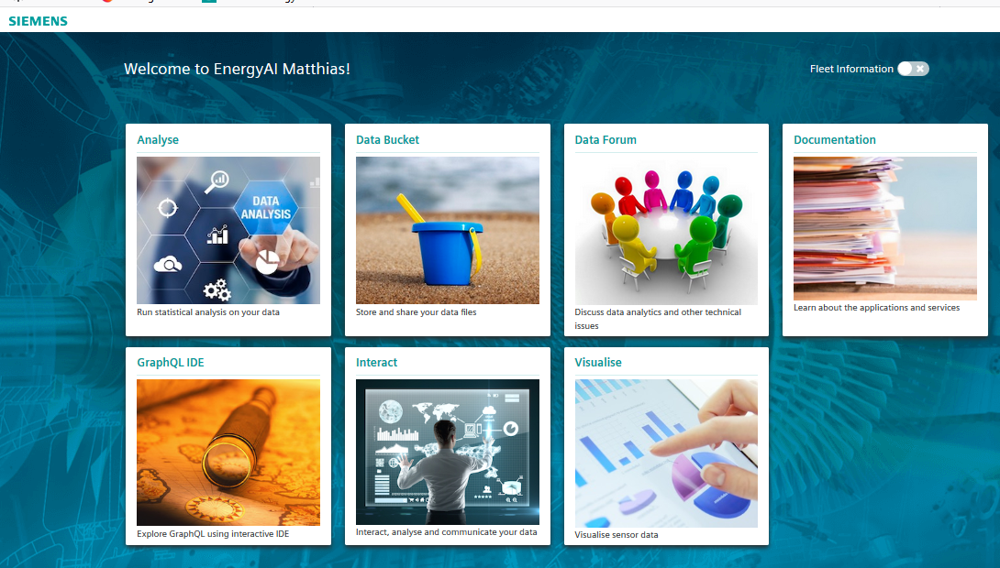 SIEMENS
Welcome to EnergyAI Matthias!
Fleet Information
Analyse
DATA
ANALYSIS
Run statistical analysis on your data
Data Bucket
Store and share your data files
Data Forum
Discuss data analytics and other technical
issues
Documentation
Learn about the applications and services
GraphQL IDE
Explore GraphQL using interactive IDE
Interact
Interact, analyse and communicate your data
Visualise
Visualise sensor data